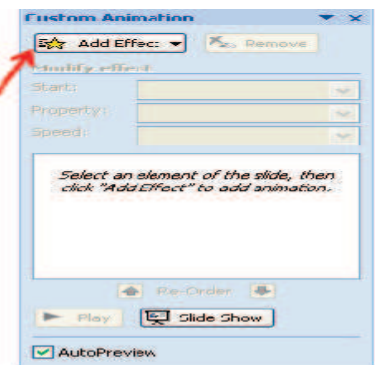 Custom Animation
Add Effect Remove
Modify effect
Start:
Property:
Speed:
Select an element of the slide, then
click "Add Effect" to add animation.
Re-Order
Play Slide Show
AutoPreview